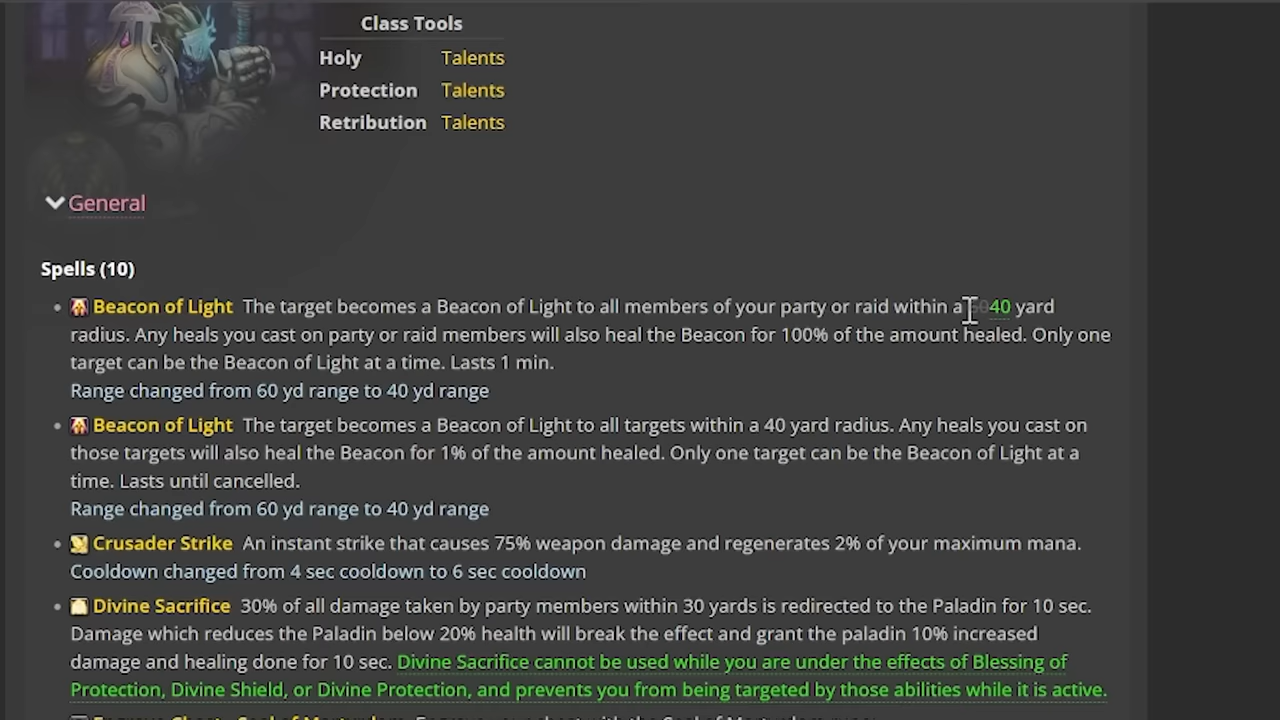 Class Tools
Holy Talents
Protection Talents
Retribution Talents
General
Spells (10)
Beacon of Light The target becomes a Beacon of Light to all members of your party or raid within a 40 yard
radius. Any heals you cast on party or raid members will also heal the Beacon for 100% of the amount healed. Only one
target can be the Beacon of Light at a time. Lasts 1 min.
Range changed from 60 yd range to 40 yd range
Beacon of Light The target becomes a Beacon of Light to all targets within a 40 yard radius. Any heals you cast on
those targets will also heal the Beacon for 1% of the amount healed. Only one target can be the Beacon of Light at a
time. Lasts until cancelled.
Range changed from 60 yd range to 40 yd range
Crusader Strike An instant strike that causes 75% weapon damage and regenerates 2% of your maximum mana.
Cooldown changed from 4 sec cooldown to 6 sec cooldown
Divine Sacrifice 30% of all damage taken by party members within 30 yards is redirected to the Paladin for 10 sec.
Damage which reduces the Paladin below 20% health will break the effect and grant the paladin 10% increased
damage and healing done for 10 sec. Divine Sacrifice cannot be used while you are under the effects of Blessing of
Protection, Divine Shield, or Divine Protection, and prevents you from being targeted by those abilities while it is active.